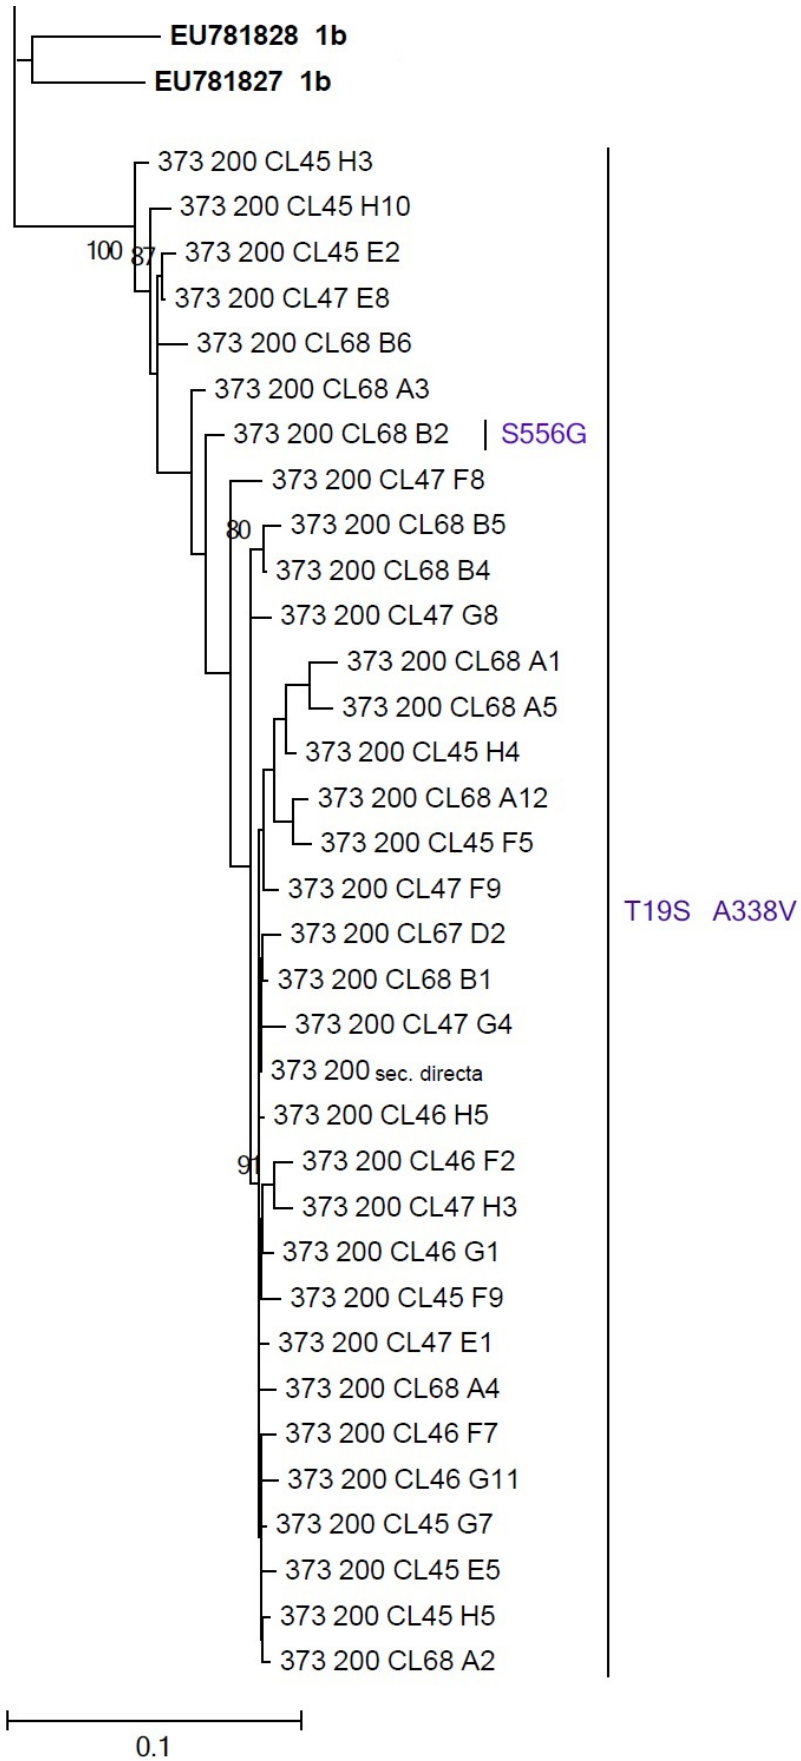 EU781828 1b
EU781827 1b
373 200 CL45 H3
373 200 CL45 H10
100 87
373 200 CL45 E2
373 200 CL47 E8
373 200 CL68 B6
373 200 CL68 A3
373 200 CL68 B2 S556G
373 200 CL47 F8
80
373 200 CL68 B5
373 200 CL68 B4
373 200 CL47 G8
373 200 CL68 A1
373 200 CL68 A5
373 200 CL45 H4
373 200 CL68 A12
373 200 CL45 F5
373 200 CL47 F9
T19S A338V
373 200 CL67 D2
373 200 CL68 B1
373 200 CL47 G4
373 200 sec. directa
373 200 CL46 H5
91
373 200 CL46 F2
373 200 CL47 H3
373 200 CL46 G1
373 200 CL45 F9
373 200 CL47 E1
373 200 CL68 A4
373 200 CL46 F7
373 200 CL46 G11
373 200 CL45 G7
373 200 CL45 E5
373 200 CL45 H5
373 200 CL68 A2
0.1